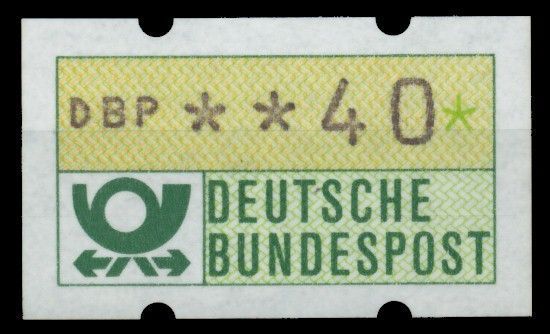 DBP **40*
DEUTSCHE
BUNDESPOST